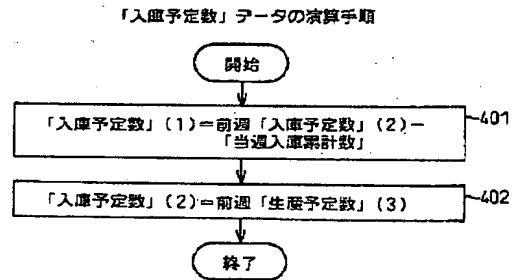 「入庫予定数」データの演算手順
開始
「入庫予定数」(1)=前週「入庫予定数」(2)−
「当週入庫累計数」
401
「入庫予定数」(2)=前週「生産予定数」(3)
402
終了